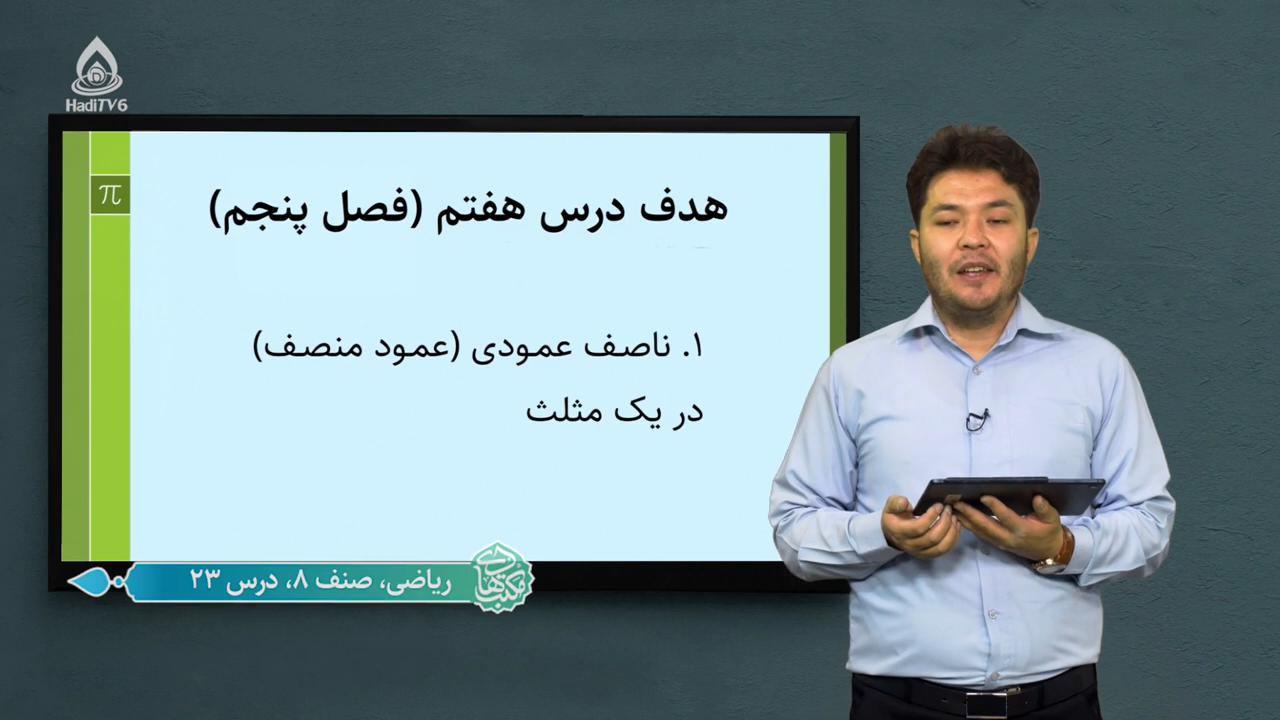 HadiTV6
π
هدف درس هفتم (فصل پنجم)
۱. ناصف عمودی (عمود منصف)
در یک مثلث
ریاضی، صنف ۸، درس ۲۳